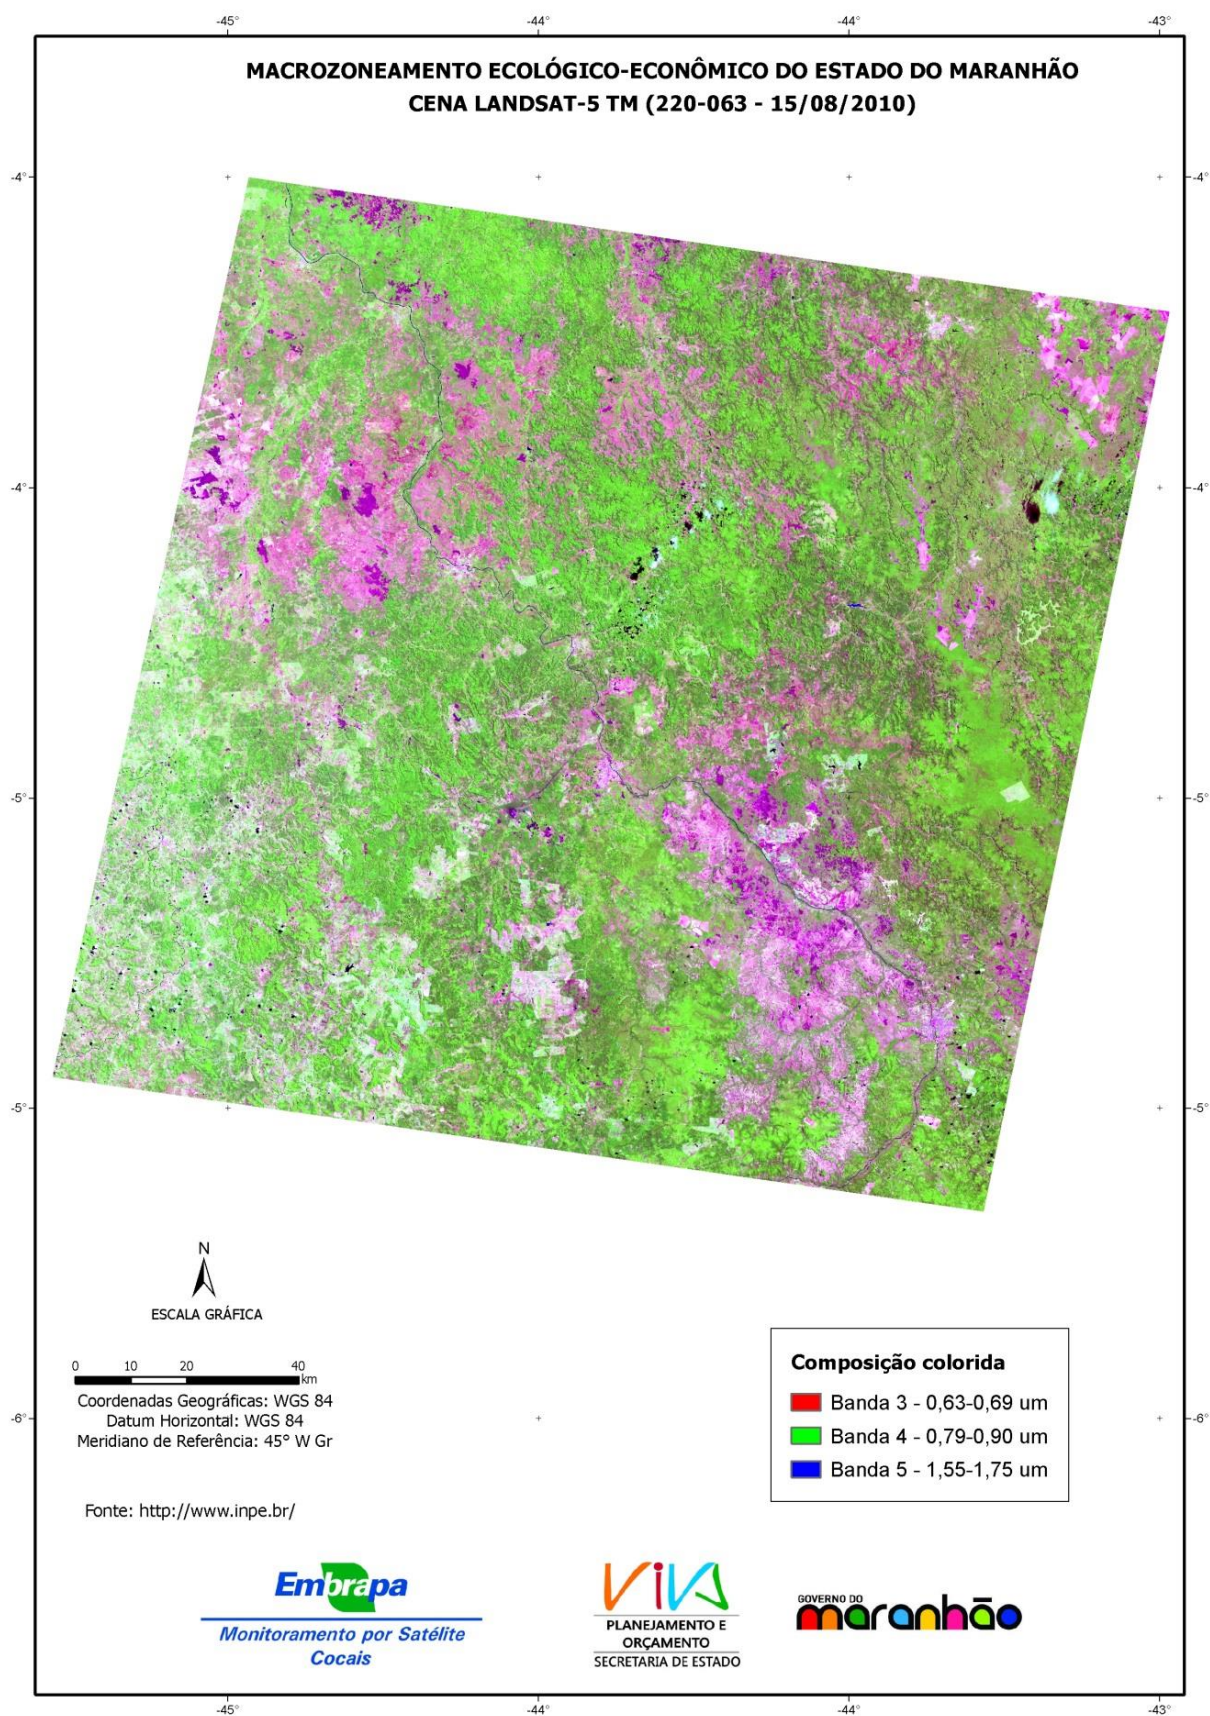 -45° -44° -44° -43°
MACROZONEAMENTO ECOLÓGICO-ECONÔMICO DO ESTADO DO MARANHÃO
CENA LANDSAT-5 TM (220-063 - 15/08/2010)
-4° -4°
-4° -4°
-5° -5°
-5° -5°
N
ESCALA GRÁFICA
0 10 20 40
km
Coordenadas Geográficas: WGS 84
Datum Horizontal: WGS 84
Meridiano de Referência: 45° W Gr
Composição colorida
Banda 3 - 0,63-0,69 um
Banda 4 - 0,79-0,90 um
Banda 5 - 1,55-1,75 um
-6° -6°
Fonte: http://www.inpe.br/
Embrapa
Monitoramento por Satélite
Cocais
VIVA
PLANEJAMENTO E
ORÇAMENTO
SECRETARIA DE ESTADO
GOVERNO DO
maranhão
-45° -44° -44° -43°